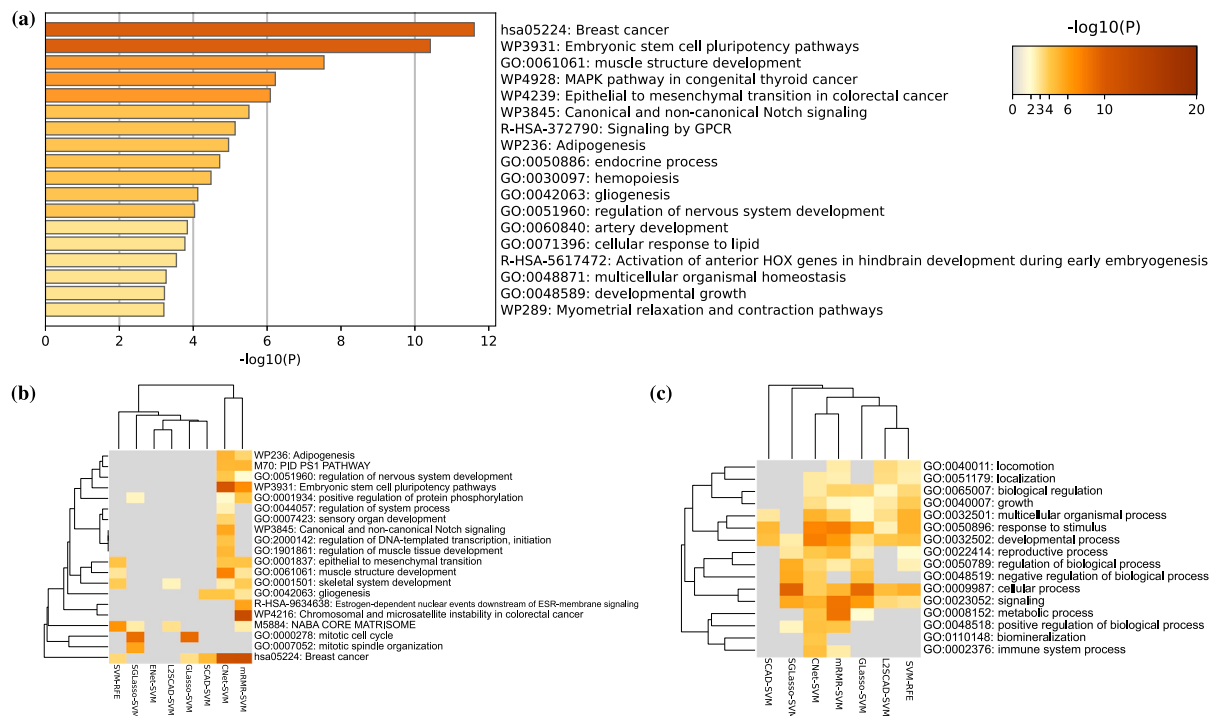 (a)
hsa05224: Breast cancer
WP3931: Embryonic stem cell pluripotency pathways
GO:0061061: muscle structure development
WP4928: MAPK pathway in congenital thyroid cancer
WP4239: Epithelial to mesenchymal transition in colorectal cancer
WP3845: Canonical and non-canonical Notch signaling
R-HSA-372790: Signaling by GPCR
WP236: Adipogenesis
GO:0050886: endocrine process
GO:0030097: hemopoiesis
GO:0042063: gliogenesis
GO:0051960: regulation of nervous system development
GO:0060840: artery development
GO:0071396: cellular response to lipid
R-HSA-5617472: Activation of anterior HOX genes in hindbrain development during early embryogenesis
GO:0048871: multicellular organismal homeostasis
GO:0048589: developmental growth
WP289: Myometrial relaxation and contraction pathways
0 2 4 6 8 10 12
-log10(P)
-log10(P)
0 2 3 4 6 10 20
(b)
WP236: Adipogenesis
M70: PID PS1 PATHWAY
GO:0051960: regulation of nervous system development
WP3931: Embryonic stem cell pluripotency pathways
GO:0001934: positive regulation of protein phosphorylation
GO:0044057: regulation of system process
GO:0007423: sensory organ development
WP3845: Canonical and non-canonical Notch signaling
GO:2000142: regulation of DNA-templated transcription, initiation
GO:1901861: regulation of muscle tissue development
GO:0001837: epithelial to mesenchymal transition
GO:0061061: muscle structure development
GO:0001501: skeletal system development
GO:0042063: gliogenesis
R-HSA-9634638: Estrogen-dependent nuclear events downstream of ESR-membrane signaling
WP4216: Chromosomal and microsatellite instability in colorectal cancer
M5884: NABA CORE MATRISOME
GO:0000278: mitotic cell cycle
GO:0007052: mitotic spindle organization
hsa05224: Breast cancer
SVM-RFE
SGLasso-SVM
ENet-SVM
L2SCAD-SVM
GLasso-SVM
SCAD-SVM
CNet-SVM
mRMR-SVM
(c)
GO:0040011: locomotion
GO:0051179: localization
GO:0065007: biological regulation
GO:0040007: growth
GO:0032501: multicellular organismal process
GO:0050896: response to stimulus
GO:0032502: developmental process
GO:0022414: reproductive process
GO:0050789: regulation of biological process
GO:0048519: negative regulation of biological process
GO:0009987: cellular process
GO:0023052: signaling
GO:0008152: metabolic process
GO:0048518: positive regulation of biological process
GO:0110148: biomineralization
GO:0002376: immune system process
SCAD-SVM
SGLasso-SVM
CNet-SVM
mRMR-SVM
GLasso-SVM
L2SCAD-SVM
SVM-RFE